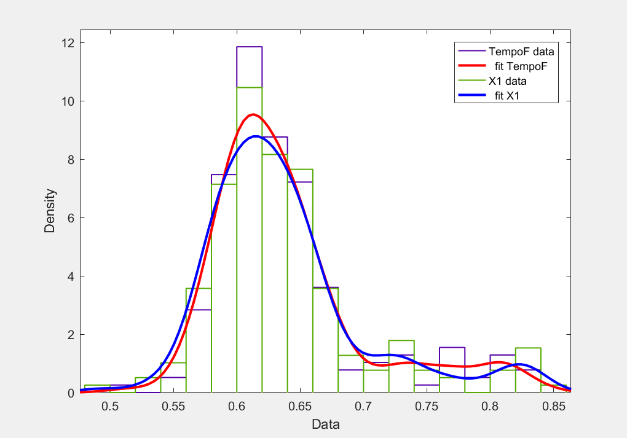 12
10
8
6
4
2
0
Density
0.5 0.55 0.6 0.65 0.7 0.75 0.8 0.85
Data
TempoF data
fit TempoF
X1 data
fit X1